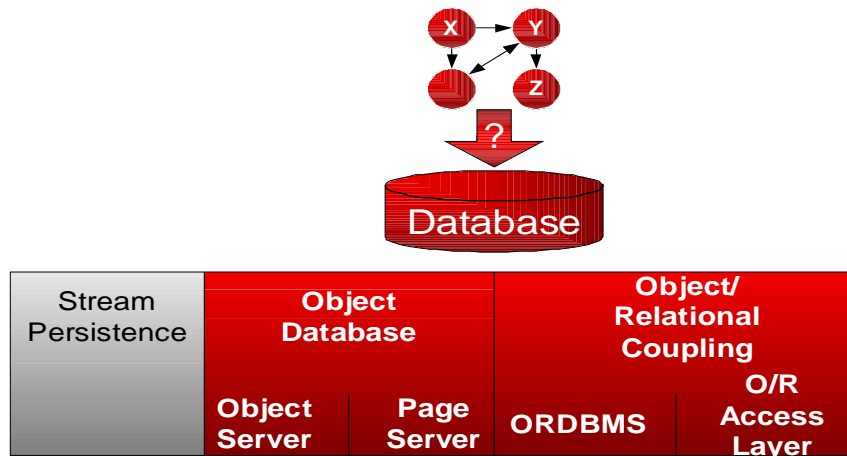 X
Y
Z
?
Database
Stream
Persistence
Object
Database
Object/
Relational
Coupling
Object
Server
Page
Server
ORDBMS
O/R
Access
Layer